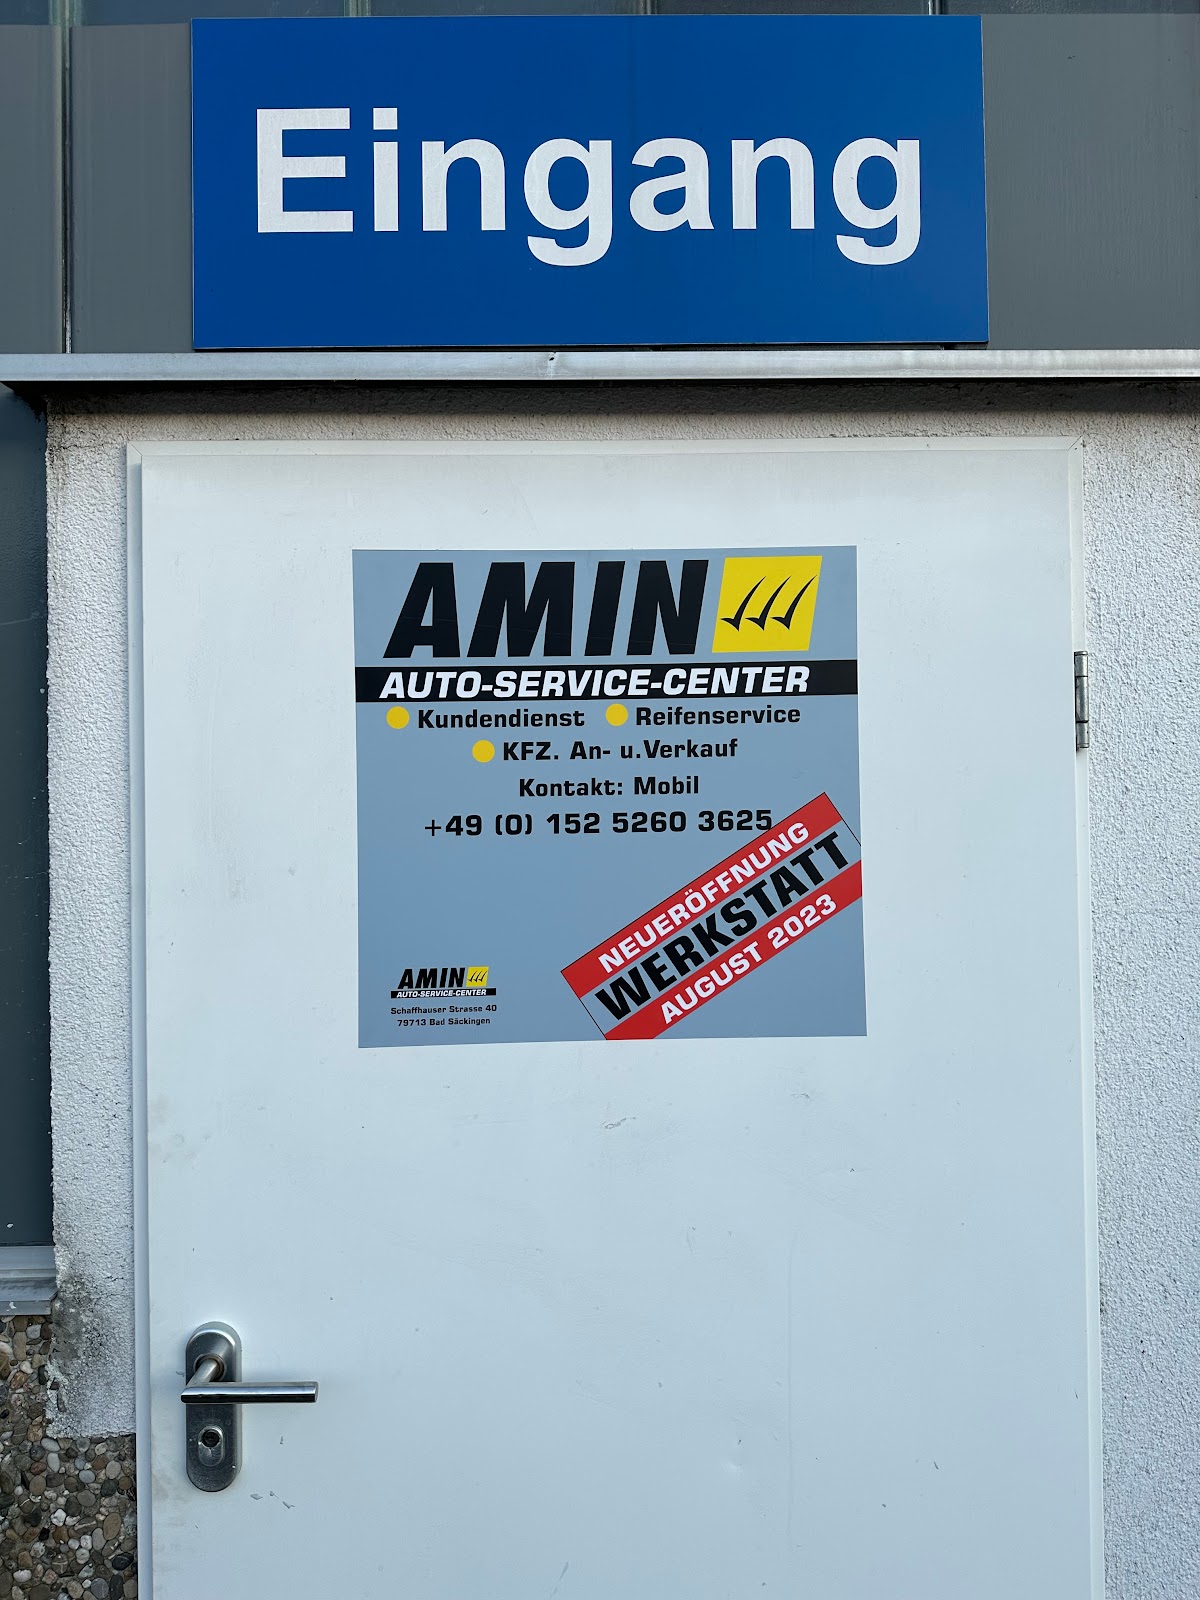 Eingang
AMIN
AUTO-SERVICE-CENTER
Kundendienst Reifenservice
KFZ. An- u.Verkauf
Kontakt: Mobil
+49 (0) 152 5260 3625
NEUERÖFFNUNG
WERKSTATT
AUGUST 2023
AMIN
AUTO-SERVICE-CENTER
Schaffhauser Strasse 40
79713 Bad Säckingen